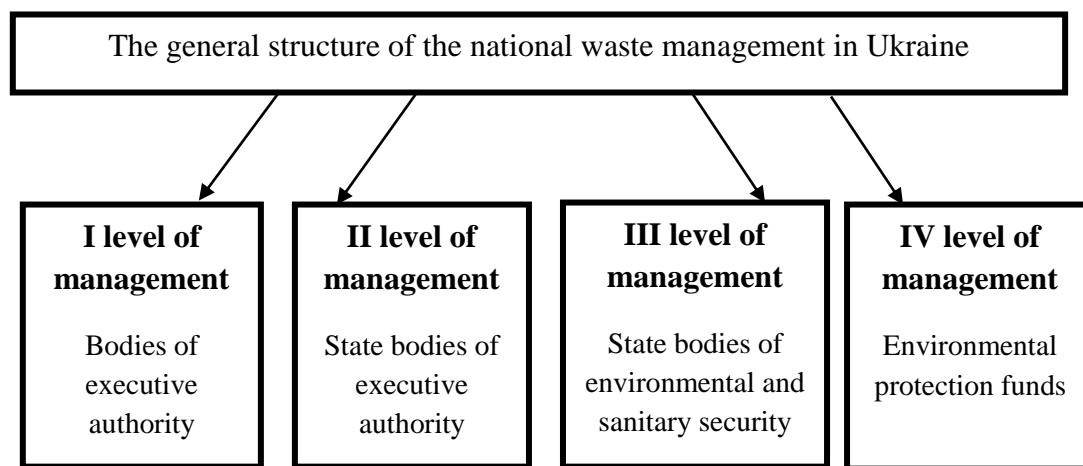 The general structure of the national waste management in Ukraine
I level of
management
Bodies of
executive
authority
II level of
management
State bodies of
executive
authority
III level of
management
State bodies of
environmental and
sanitary security
IV level of
management
Environmental
protection funds